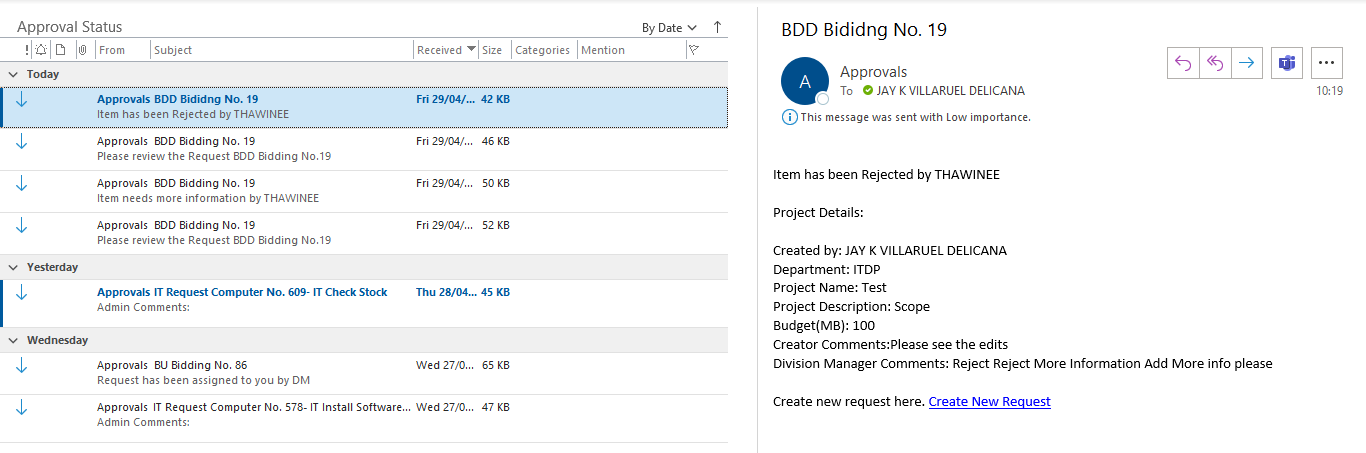 Approval Status
By Date
! From Subject Received Size Categories Mention
Today
Approvals BDD Bididng No. 19 Fri 29/04/... 42 KB
Item has been Rejected by THAWINEE
Approvals BDD Bidding No. 19 Fri 29/04/... 46 KB
Please review the Request BDD Bidding No.19
Approvals BDD Bidding No. 19 Fri 29/04/... 50 KB
Item needs more information by THAWINEE
Approvals BDD Bidding No. 19 Fri 29/04/... 52 KB
Please review the Request BDD Bidding No.19
Yesterday
Approvals IT Request Computer No. 609- IT Check Stock Thu 28/04... 45 KB
Admin Comments:
Wednesday
Approvals BU Bidding No. 86 Wed 27/0... 65 KB
Request has been assigned to you by DM
Approvals IT Request Computer No. 578- IT Install Software... Wed 27/0... 47 KB
Admin Comments:
BDD Bididng No. 19
A
Approvals
To JAY K VILLARUEL DELICANA
10:19
This message was sent with Low importance.
Item has been Rejected by THAWINEE
Project Details:
Created by: JAY K VILLARUEL DELICANA
Department: ITDP
Project Name: Test
Project Description: Scope
Budget(MB): 100
Creator Comments:Please see the edits
Division Manager Comments: Reject Reject More Information Add More info please
Create new request here. Create New Request